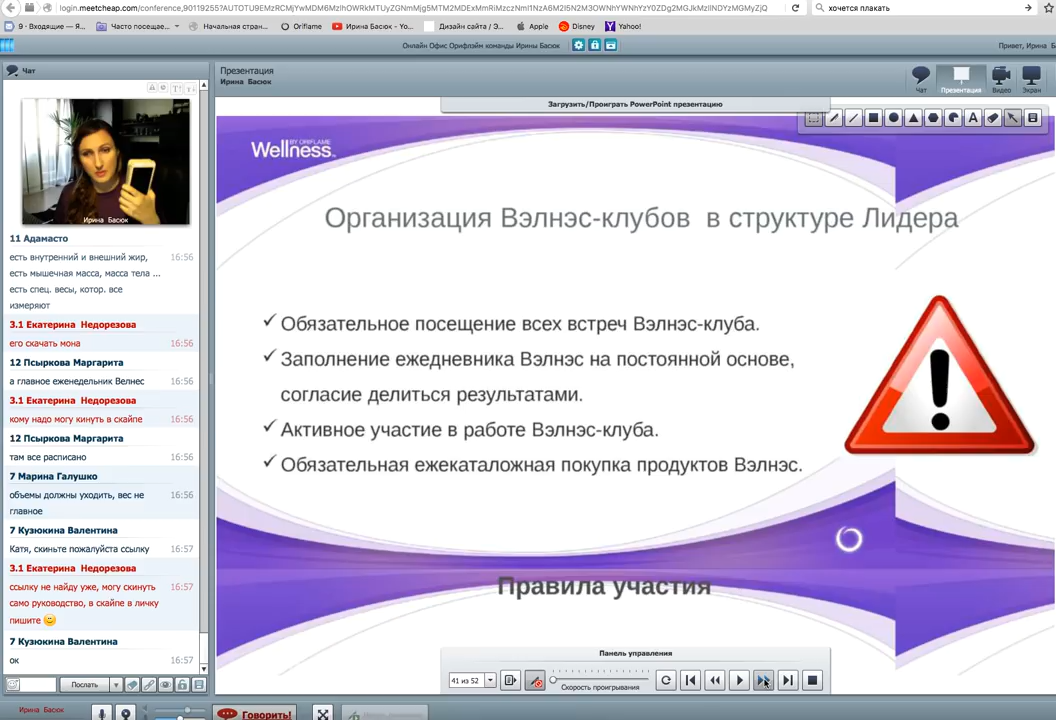 login.meetcheap.com/conference,90119255?AUTOTU9EMzRCMjYwMDM6MzlhOWRkMTUyZGNmMjg5MTM2MDExMmRiMzczNmI1NzA6M2I5N2M3OWNhYWNhYzY0ZDg2MGJkMzliNDYzMGMyZjQ
хочется плакать
9 · Входящие — Я...
Часто посещае...
Начальная стран...
Oriflame
Ирина Басюк - Yo...
Дизайн сайта / Э...
Apple
Disney
Yahoo!
Онлайн Офис Орифлэйм команды Ирины Басюк
Привет, Ирина Б
Чат
Презентация
Ирина Басюк
Чат
Презентация
Видео
Экран
Загрузить/Проиграть PowerPoint презентацию
Ирина Басюк
11 Адамасто
есть внутренний и внешний жир, 16:56
есть мышечная масса, масса тела ...
есть спец. весы, котор. все
измеряют
3.1 Екатерина Недорезова
его скачать мона 16:56
12 Псыркова Маргарита
а главное еженедельник Велнес 16:56
3.1 Екатерина Недорезова
кому надо могу кинуть в скайпе 16:56
12 Псыркова Маргарита
там все расписано 16:56
7 Марина Галушко
объемы должны уходить, вес не 16:56
главное
7 Кузюкина Валентина
Катя, скиньте пожалуйста ссылку 16:57
3.1 Екатерина Недорезова
ссылку не найду уже, могу скинуть 16:57
само руководство, в скайпе в личку
пишите
7 Кузюкина Валентина
ок 16:57
Послать
Ирина Басюк
Говорить!
BY ORIFLAME
Wellness
Организация Вэлнэс-клубов в структуре Лидера
✓ Обязательное посещение всех встреч Вэлнэс-клуба.
✓ Заполнение ежедневника Вэлнэс на постоянной основе,
согласие делиться результатами.
✓ Активное участие в работе Вэлнэс-клуба.
✓ Обязательная ежекаталожная покупка продуктов Вэлнэс.
Правила участия
Панель управления
41 из 52
Скорость проигрывания